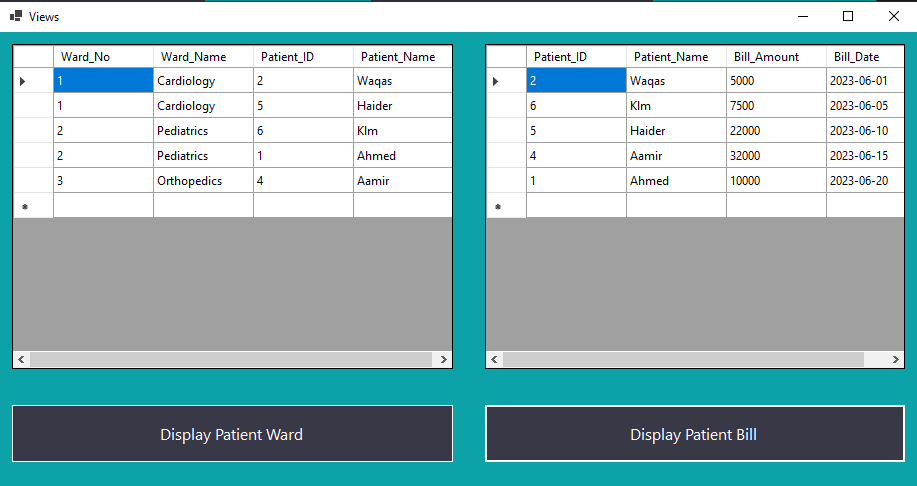 Views
Ward_No Ward_Name Patient_ID Patient_Name
1 Cardiology 2 Waqas
1 Cardiology 5 Haider
2 Pediatrics 6 Klm
2 Pediatrics 1 Ahmed
3 Orthopedics 4 Aamir
Patient_ID Patient_Name Bill_Amount Bill_Date
2 Waqas 5000 2023-06-01
6 Klm 7500 2023-06-05
5 Haider 22000 2023-06-10
4 Aamir 32000 2023-06-15
1 Ahmed 10000 2023-06-20
Display Patient Ward
Display Patient Bill